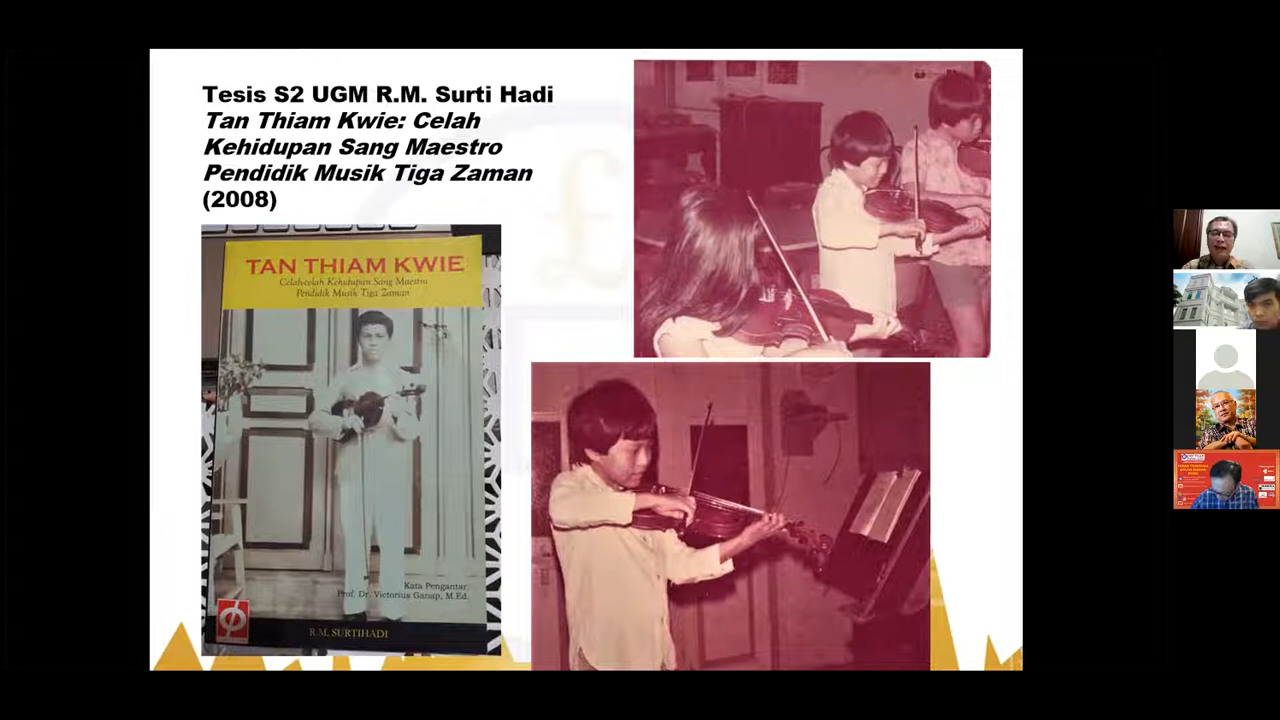 Tesis S2 UGM R.M. Surti Hadi
Tan Thiam Kwie: Celah
Kehidupan Sang Maestro
Pendidik Musik Tiga Zaman
(2008)
TAN THIAM KWIE
Celah-celah Kehidupan Sang Maestro
Pendidik Musik Tiga Zaman
Kata Pengantar:
Prof. Dr. Victorius Ganap, M.Ed.
R.M. SURTIHADI